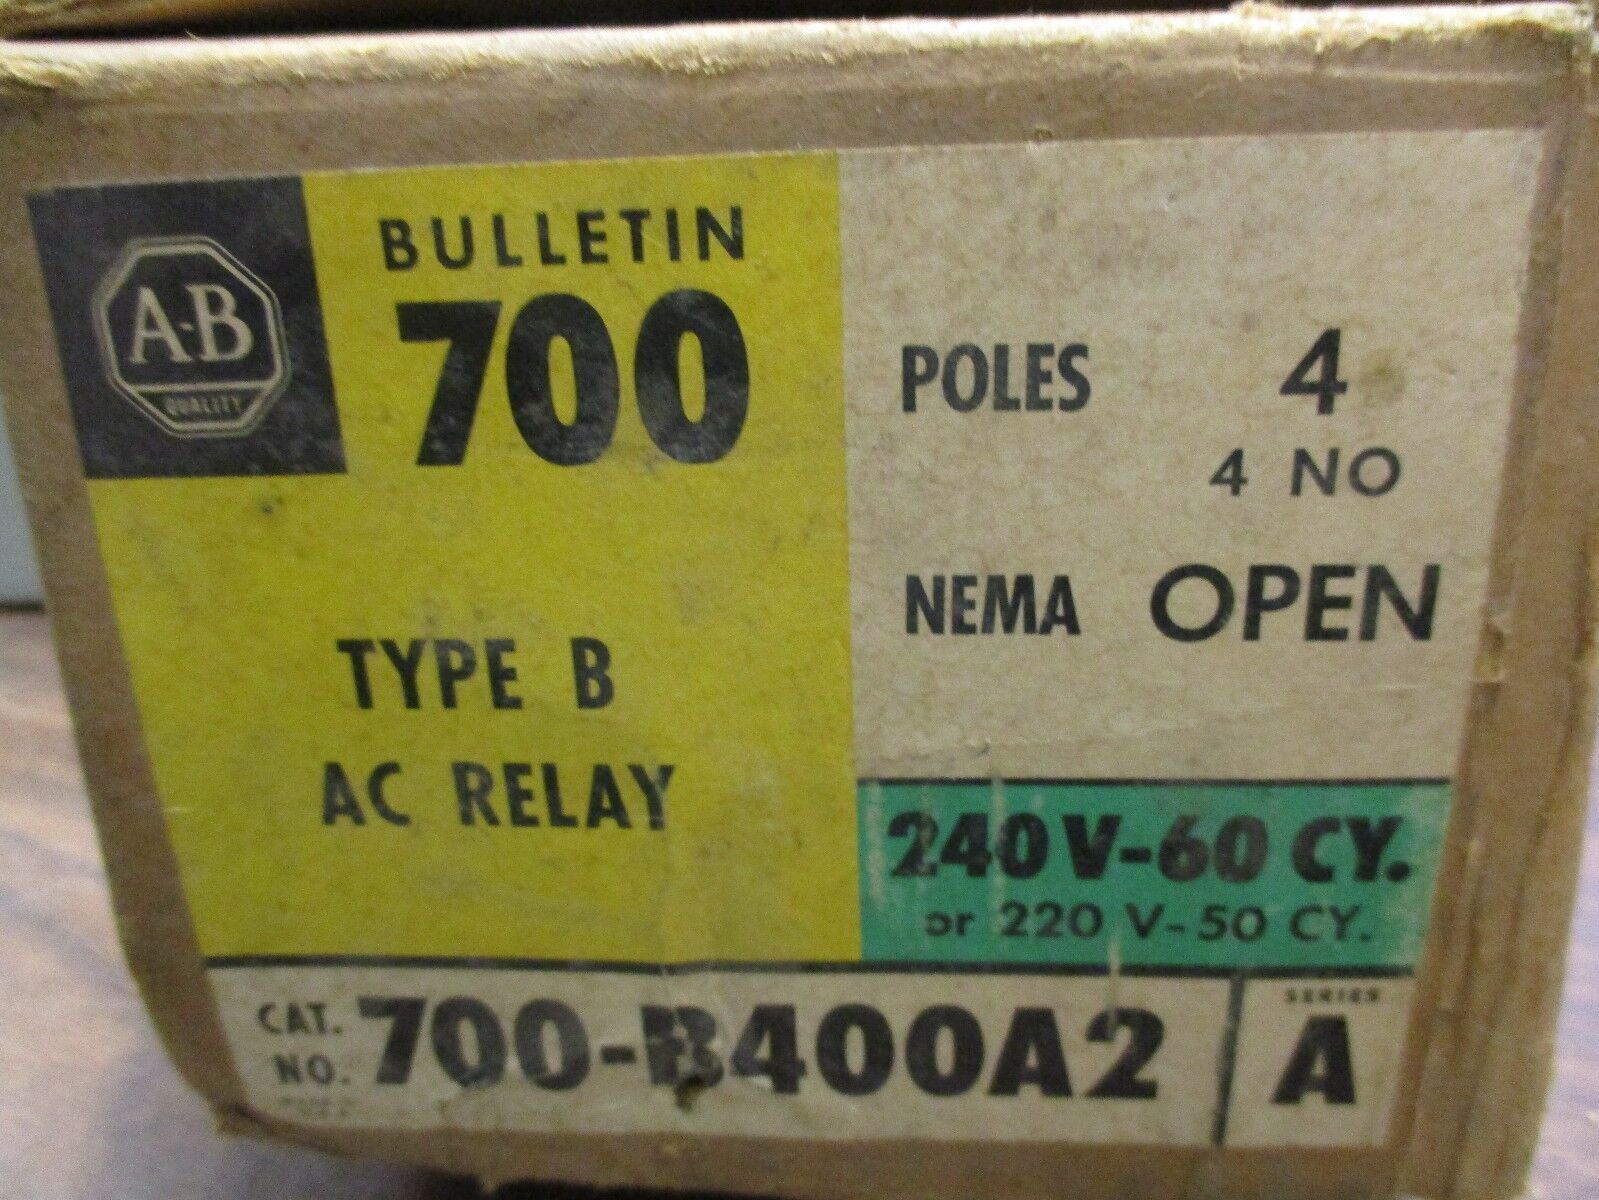 A-B
QUALITY
BULLETIN
700
TYPE B
AC RELAY
POLES 4
4 NO
NEMA OPEN
240V-60 CY.
or 220 V-50 CY.
CAT. NO. 700-B400A2
SERIES
A